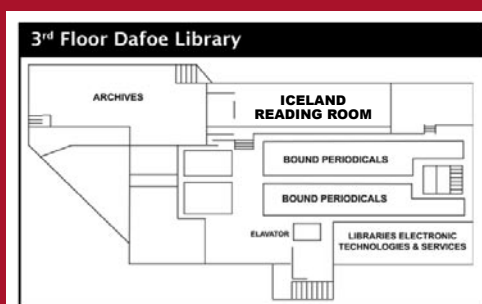 3rd Floor Dafoe Library
ARCHIVES
ICELAND
READING ROOM
BOUND PERIODICALS
BOUND PERIODICALS
ELAVATOR
LIBRARIES ELECTRONIC
TECHNOLOGIES & SERVICES